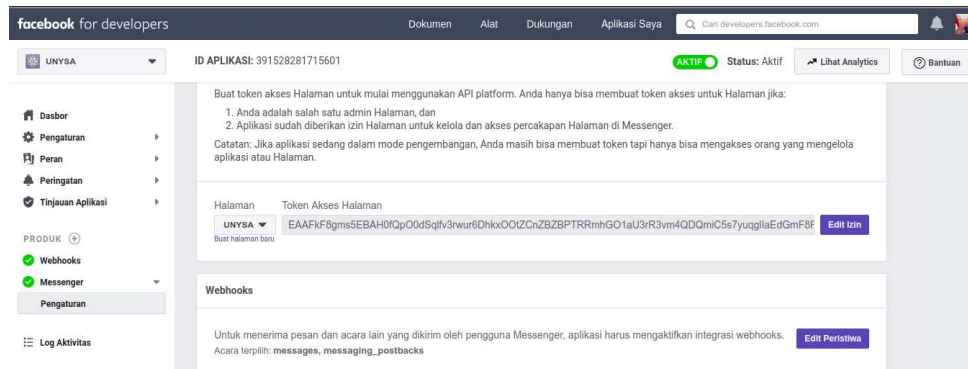 facebook for developers
Dokumen
Alat
Dukungan
Aplikasi Saya
Cari developers.facebook.com
UNYSA
ID APLIKASI: 391528281715601
AKTIF
Status: Aktif
Lihat Analytics
Bantuan
Dasbor
Pengaturan
Peran
Peringatan
Tinjauan Aplikasi
PRODUK
Webhooks
Messenger
Pengaturan
Log Aktivitas
Buat token akses Halaman untuk mulai menggunakan API platform. Anda hanya bisa membuat token akses untuk Halaman jika:
1. Anda adalah salah satu admin Halaman, dan
2. Aplikasi sudah diberikan izin Halaman untuk kelola dan akses percakapan Halaman di Messenger.
Catatan: Jika aplikasi sedang dalam mode pengembangan, Anda masih bisa membuat token tapi hanya bisa mengakses orang yang mengelola
aplikasi atau Halaman.
Halaman
Token Akses Halaman
UNYSA
Edit Izin
Buat halaman baru
Webhooks
Untuk menerima pesan dan acara lain yang dikirim oleh pengguna Messenger, aplikasi harus mengaktifkan integrasi webhooks.
Edit Peristiwa
Acara terpilih: messages, messaging_postbacks